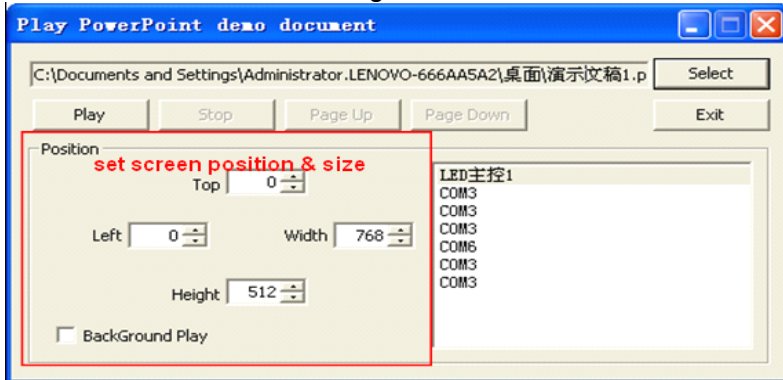 Play PowerPoint demo document
C:\Documents and Settings\Administrator.LENOVO-666AA5A2\桌面\演示文稿1.p
Select
Play
Stop
Page Up
Page Down
Exit
Position
set screen position & size
Top 0
Left 0
Width 768
Height 512
BackGround Play
LED主控1
COM3
COM3
COM3
COM6
COM3
COM3